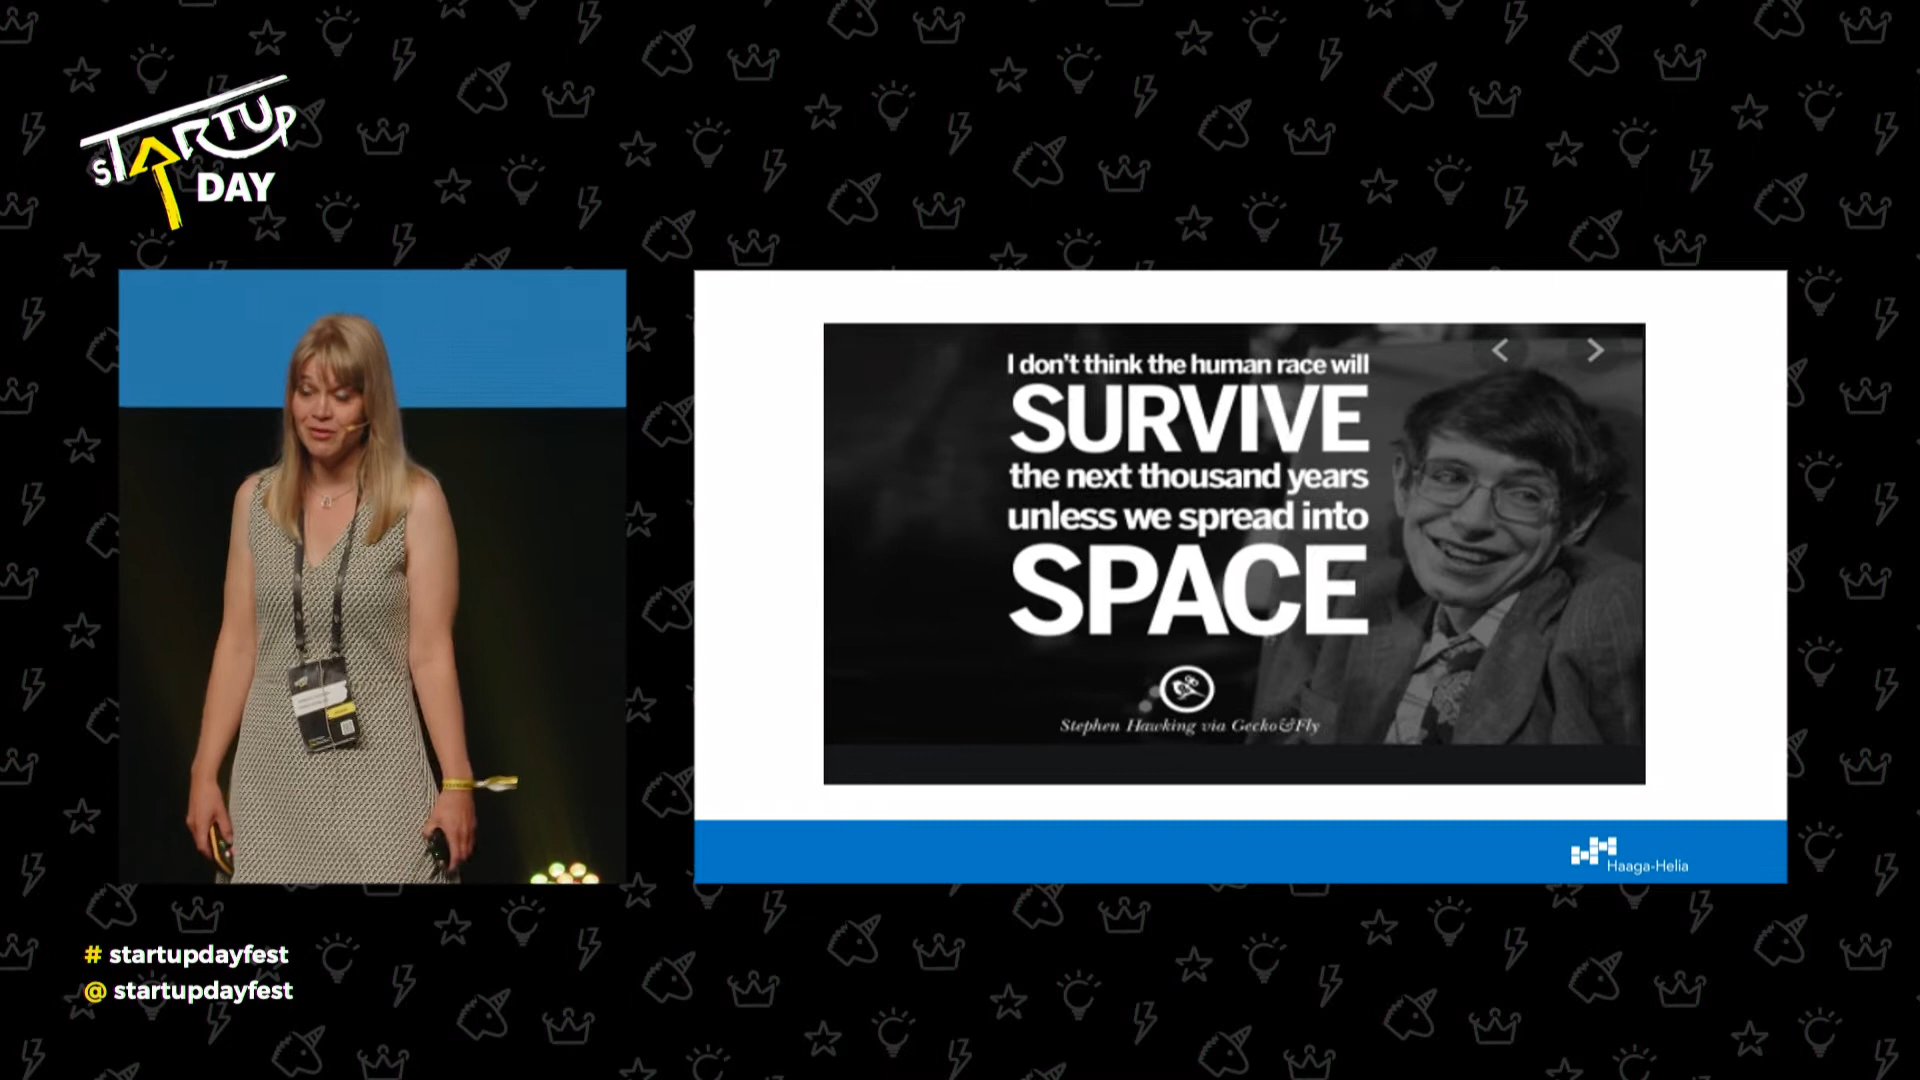 STARTUP
DAY
I don't think the human race will
SURVIVE
the next thousand years
unless we spread into
SPACE
Stephen Hawking via Gecko&Fly
Haaga-Helia
# startupdayfest
@ startupdayfest